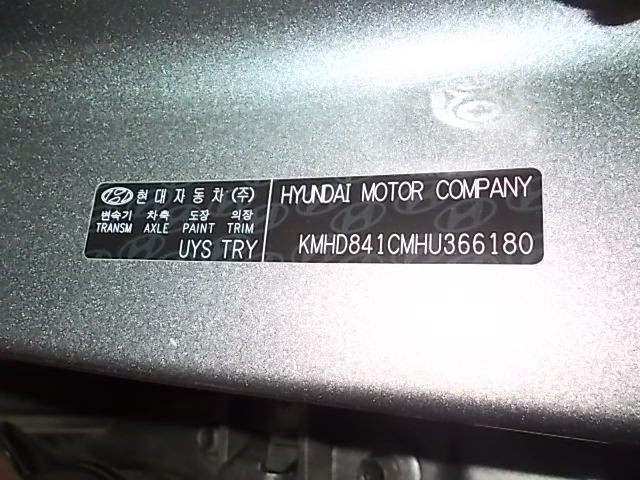 현대자동차(주)
변속기 차축 도장 의장
TRANSM AXLE PAINT TRIM
UYS TRY
HYUNDAI MOTOR COMPANY
KMHD841CMHU366180